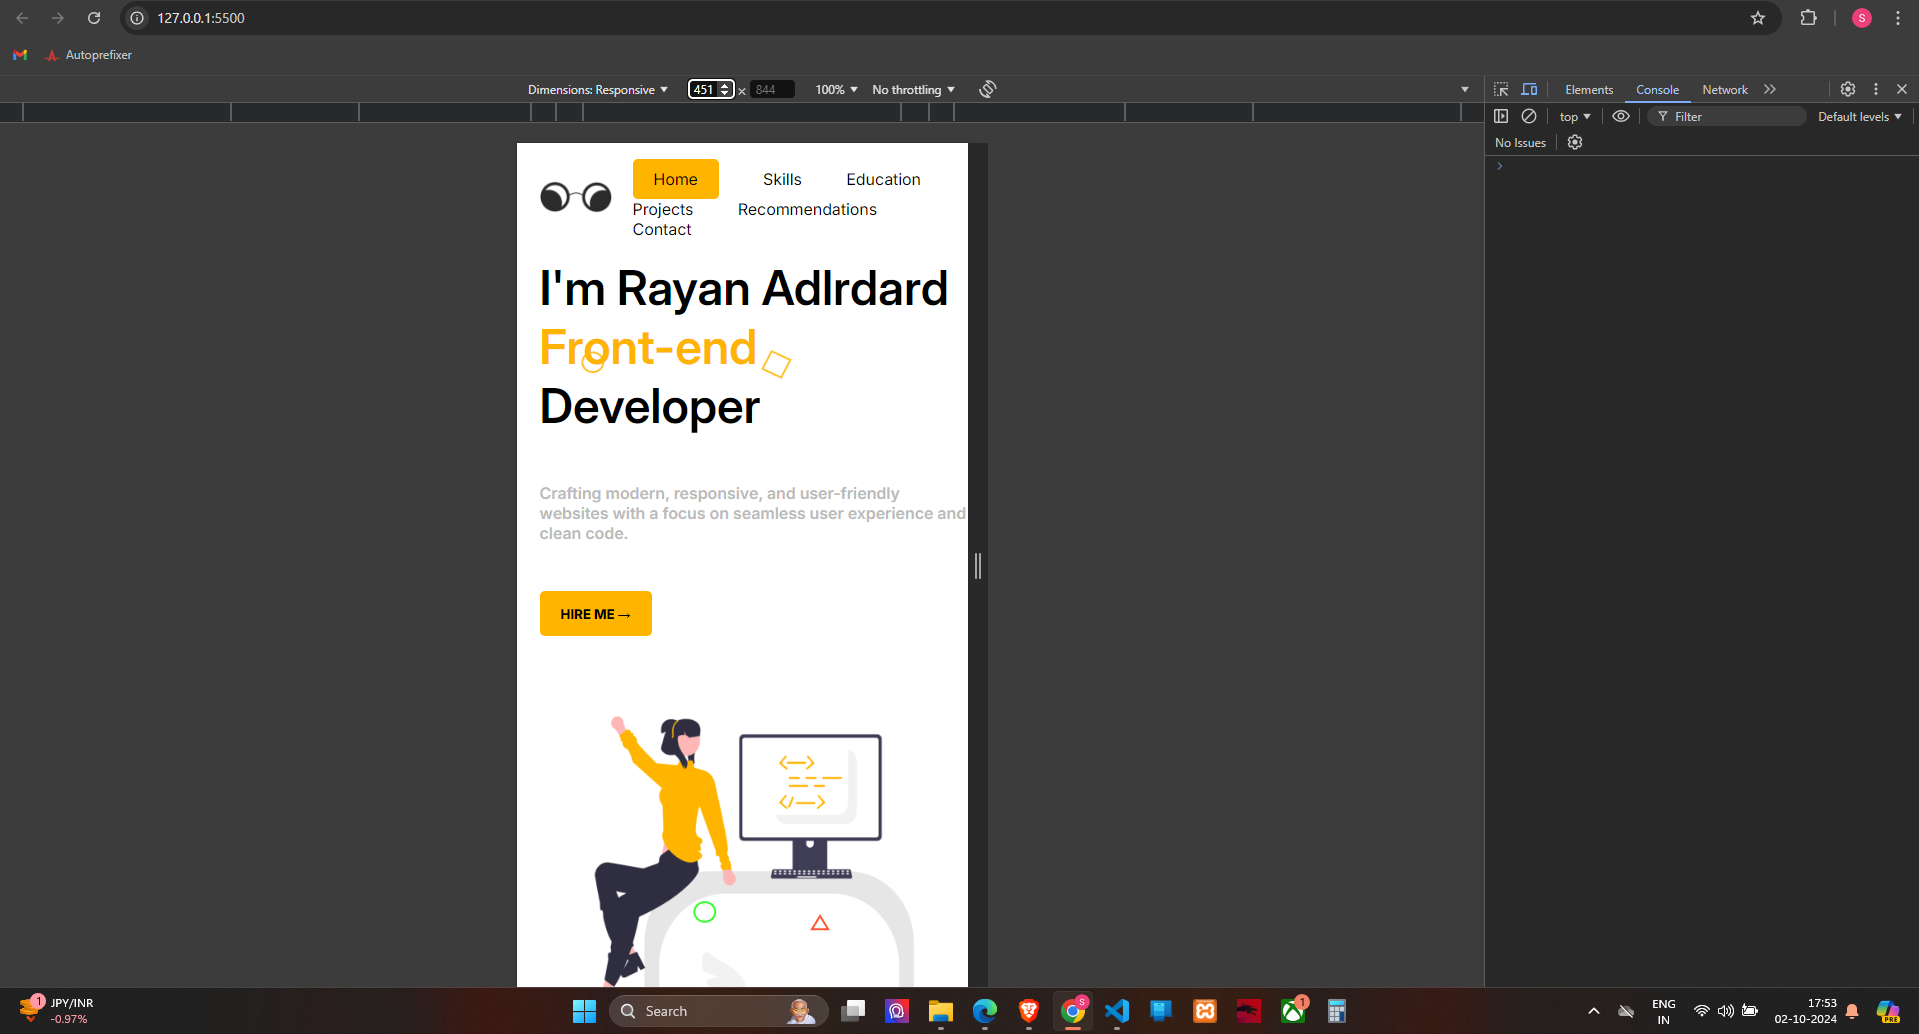 127.0.0.1:5500
S
Autoprefixer
Dimensions: Responsive
451 × 844
100%
No throttling
Elements
Console
Network
top
Filter
Default levels
No Issues
Home
Skills
Education
Projects
Recommendations
Contact
I'm Rayan Adlrdard
Front-end
Developer
Crafting modern, responsive, and user-friendly
websites with a focus on seamless user experience and
clean code.
HIRE ME →
1
JPY/INR
-0.97%
Search
S
1
ENG
IN
17:53
02-10-2024
PRE